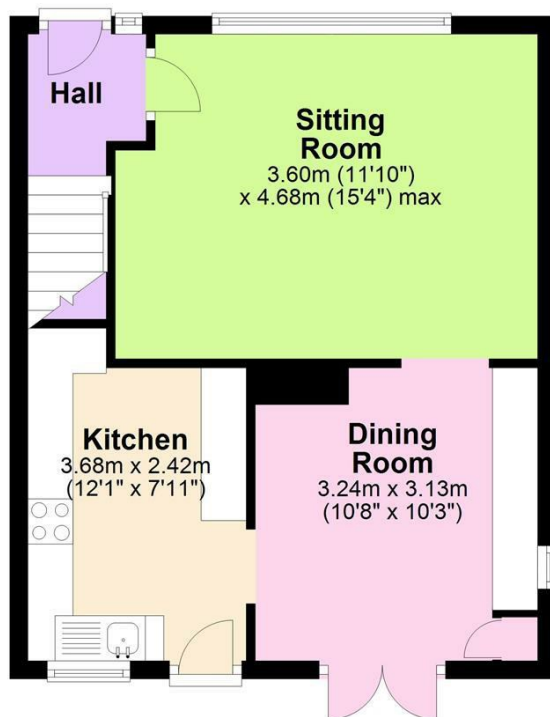 Hall
Sitting
Room
3.60m (11'10")
x 4.68m (15'4") max
Kitchen
3.68m x 2.42m
(12'1" x 7'11")
Dining
Room
3.24m x 3.13m
(10'8" x 10'3")